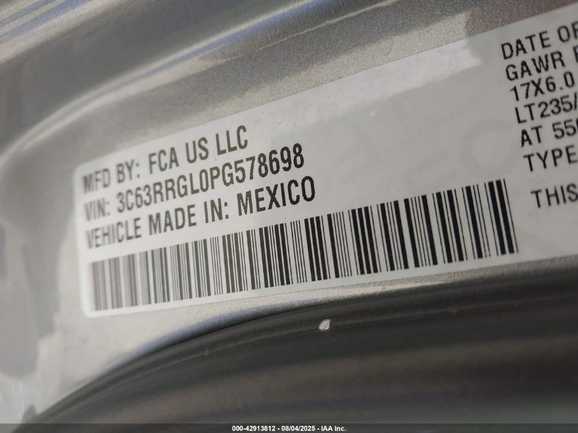 MFD BY: FCA US LLC
VIN: 3C63RRGL0PG578698
VEHICLE MADE IN: MEXICO
DATE OF
GAWR
17X6.0
LT235/
AT 55
TYPE
THIS
000-42913812 - 08/04/2025 - IAA Inc.